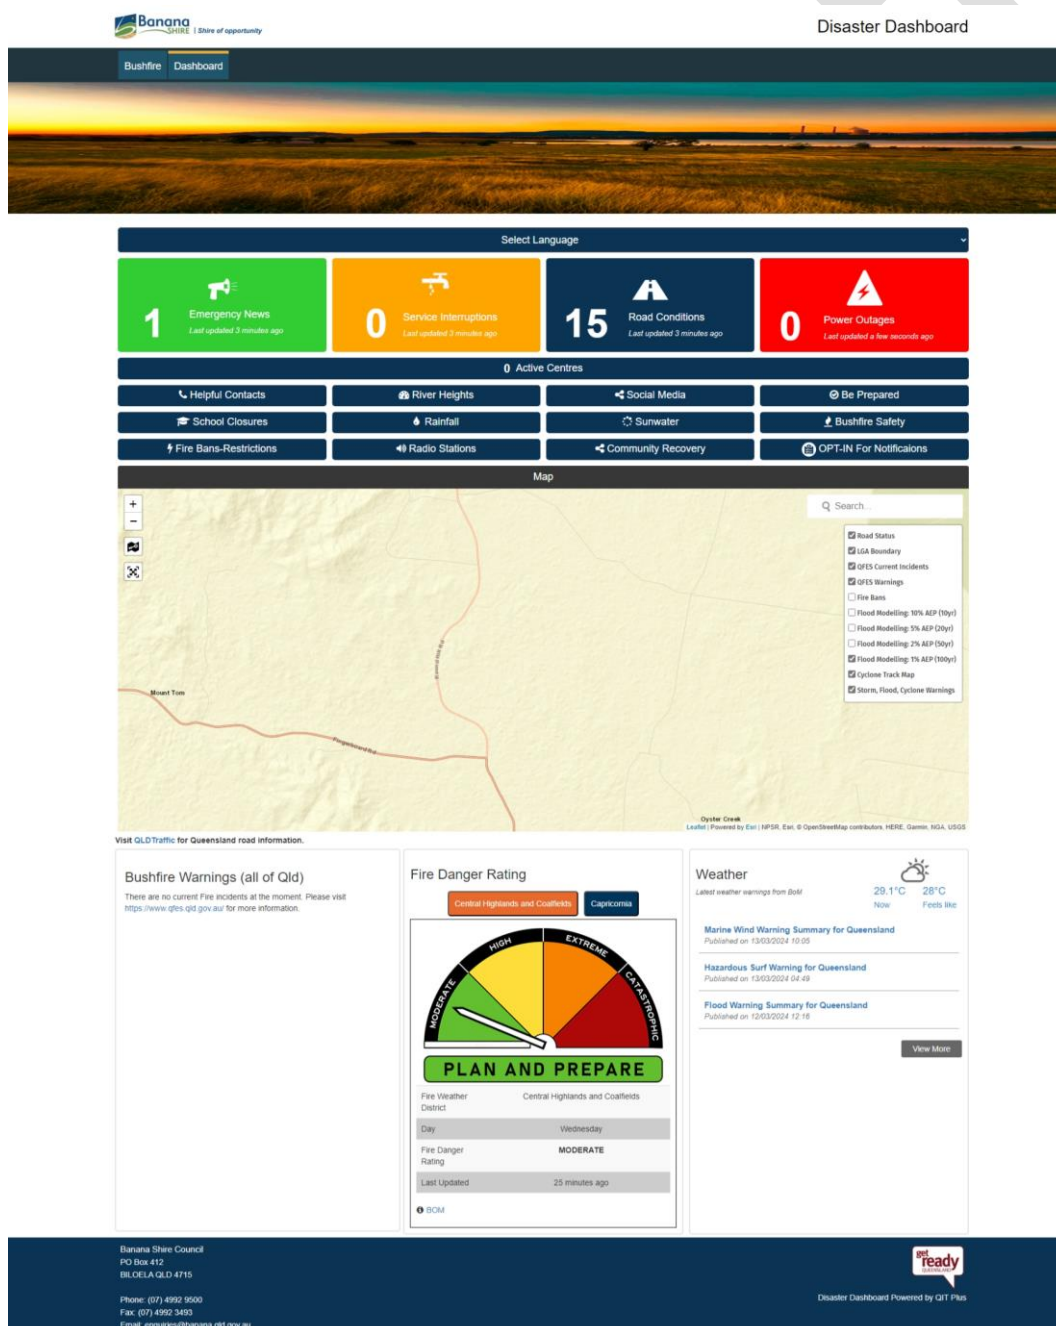 Banana
SHIRE | Shire of opportunity
Disaster Dashboard
Bushfire Dashboard
Select Language
1 Emergency News
Last updated 3 minutes ago
0 Service Interruptions
Last updated 3 minutes ago
15 Road Conditions
Last updated 3 minutes ago
0 Power Outages
Last updated a few seconds ago
0 Active Centres
Helpful Contacts
River Heights
Social Media
Be Prepared
School Closures
Rainfall
Sunwater
Bushfire Safety
Fire Bans-Restrictions
Radio Stations
Community Recovery
OPT-IN For Notificaions
Map
+
−
Search...
Road Status
LGA Boundary
QFES Current Incidents
QFES Warnings
Fire Bans
Flood Modelling: 10% AEP (10yr)
Flood Modelling: 5% AEP (20yr)
Flood Modelling: 2% AEP (50yr)
Flood Modelling: 1% AEP (100yr)
Cyclone Track Map
Storm, Flood, Cyclone Warnings
Mount Tom
Fingerboard Rd
Oyster Creek
Leaflet | Powered by Esri | NPSR, Esri, © OpenStreetMap contributors, HERE, Garmin, NGA, USGS
Visit QLDTraffic for Queensland road information.
Bushfire Warnings (all of Qld)
There are no current Fire incidents at the moment. Please visit
https://www.qfes.qld.gov.au/ for more information.
Fire Danger Rating
Central Highlands and Coalfields
Capricornia
MODERATE
HIGH
EXTREME
CATASTROPHIC
PLAN AND PREPARE
Fire Weather
District
Central Highlands and Coalfields
Day Wednesday
Fire Danger
Rating
MODERATE
Last Updated 25 minutes ago
BOM
Weather
Latest weather warnings from BoM
29.1°C 28°C
Now Feels like
Marine Wind Warning Summary for Queensland
Published on 13/03/2024 10:05
Hazardous Surf Warning for Queensland
Published on 13/03/2024 04:49
Flood Warning Summary for Queensland
Published on 12/03/2024 12:16
View More
Banana Shire Council
PO Box 412
BILOELA QLD 4715
Phone: (07) 4992 9500
Fax: (07) 4992 3493
Email: enquiries@banana.qld.gov.au
get
ready
QUEENSLAND
Disaster Dashboard Powered by QIT Plus